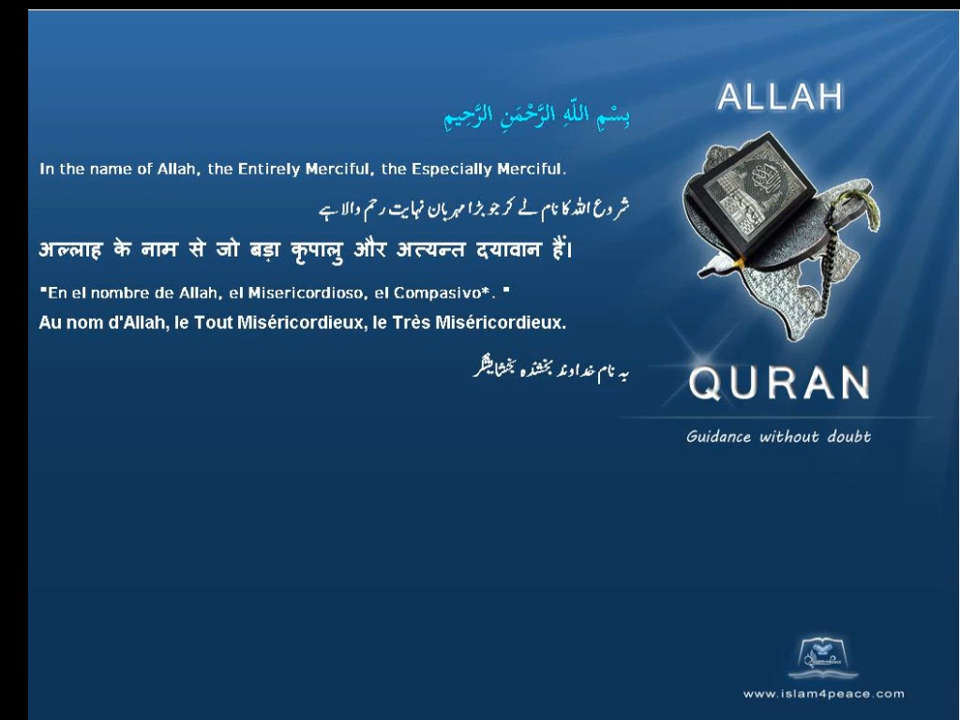 بِسْمِ اللَّهِ الرَّحْمَنِ الرَّحِيمِ
In the name of Allah, the Entirely Merciful, the Especially Merciful.
شروع اللہ کا نام لے کر جو بڑا مہربان نہایت رحم والا ہے
अल्लाह के नाम से जो बड़ा कृपालु और अत्यन्त दयावान हैं।
"En el nombre de Allah, el Misericordioso, el Compasivo*. "
Au nom d'Allah, le Tout Miséricordieux, le Très Miséricordieux.
به نام خداوند بخشنده بخشایشگر
ALLAH
QURAN
Guidance without doubt
www.islam4peace.com